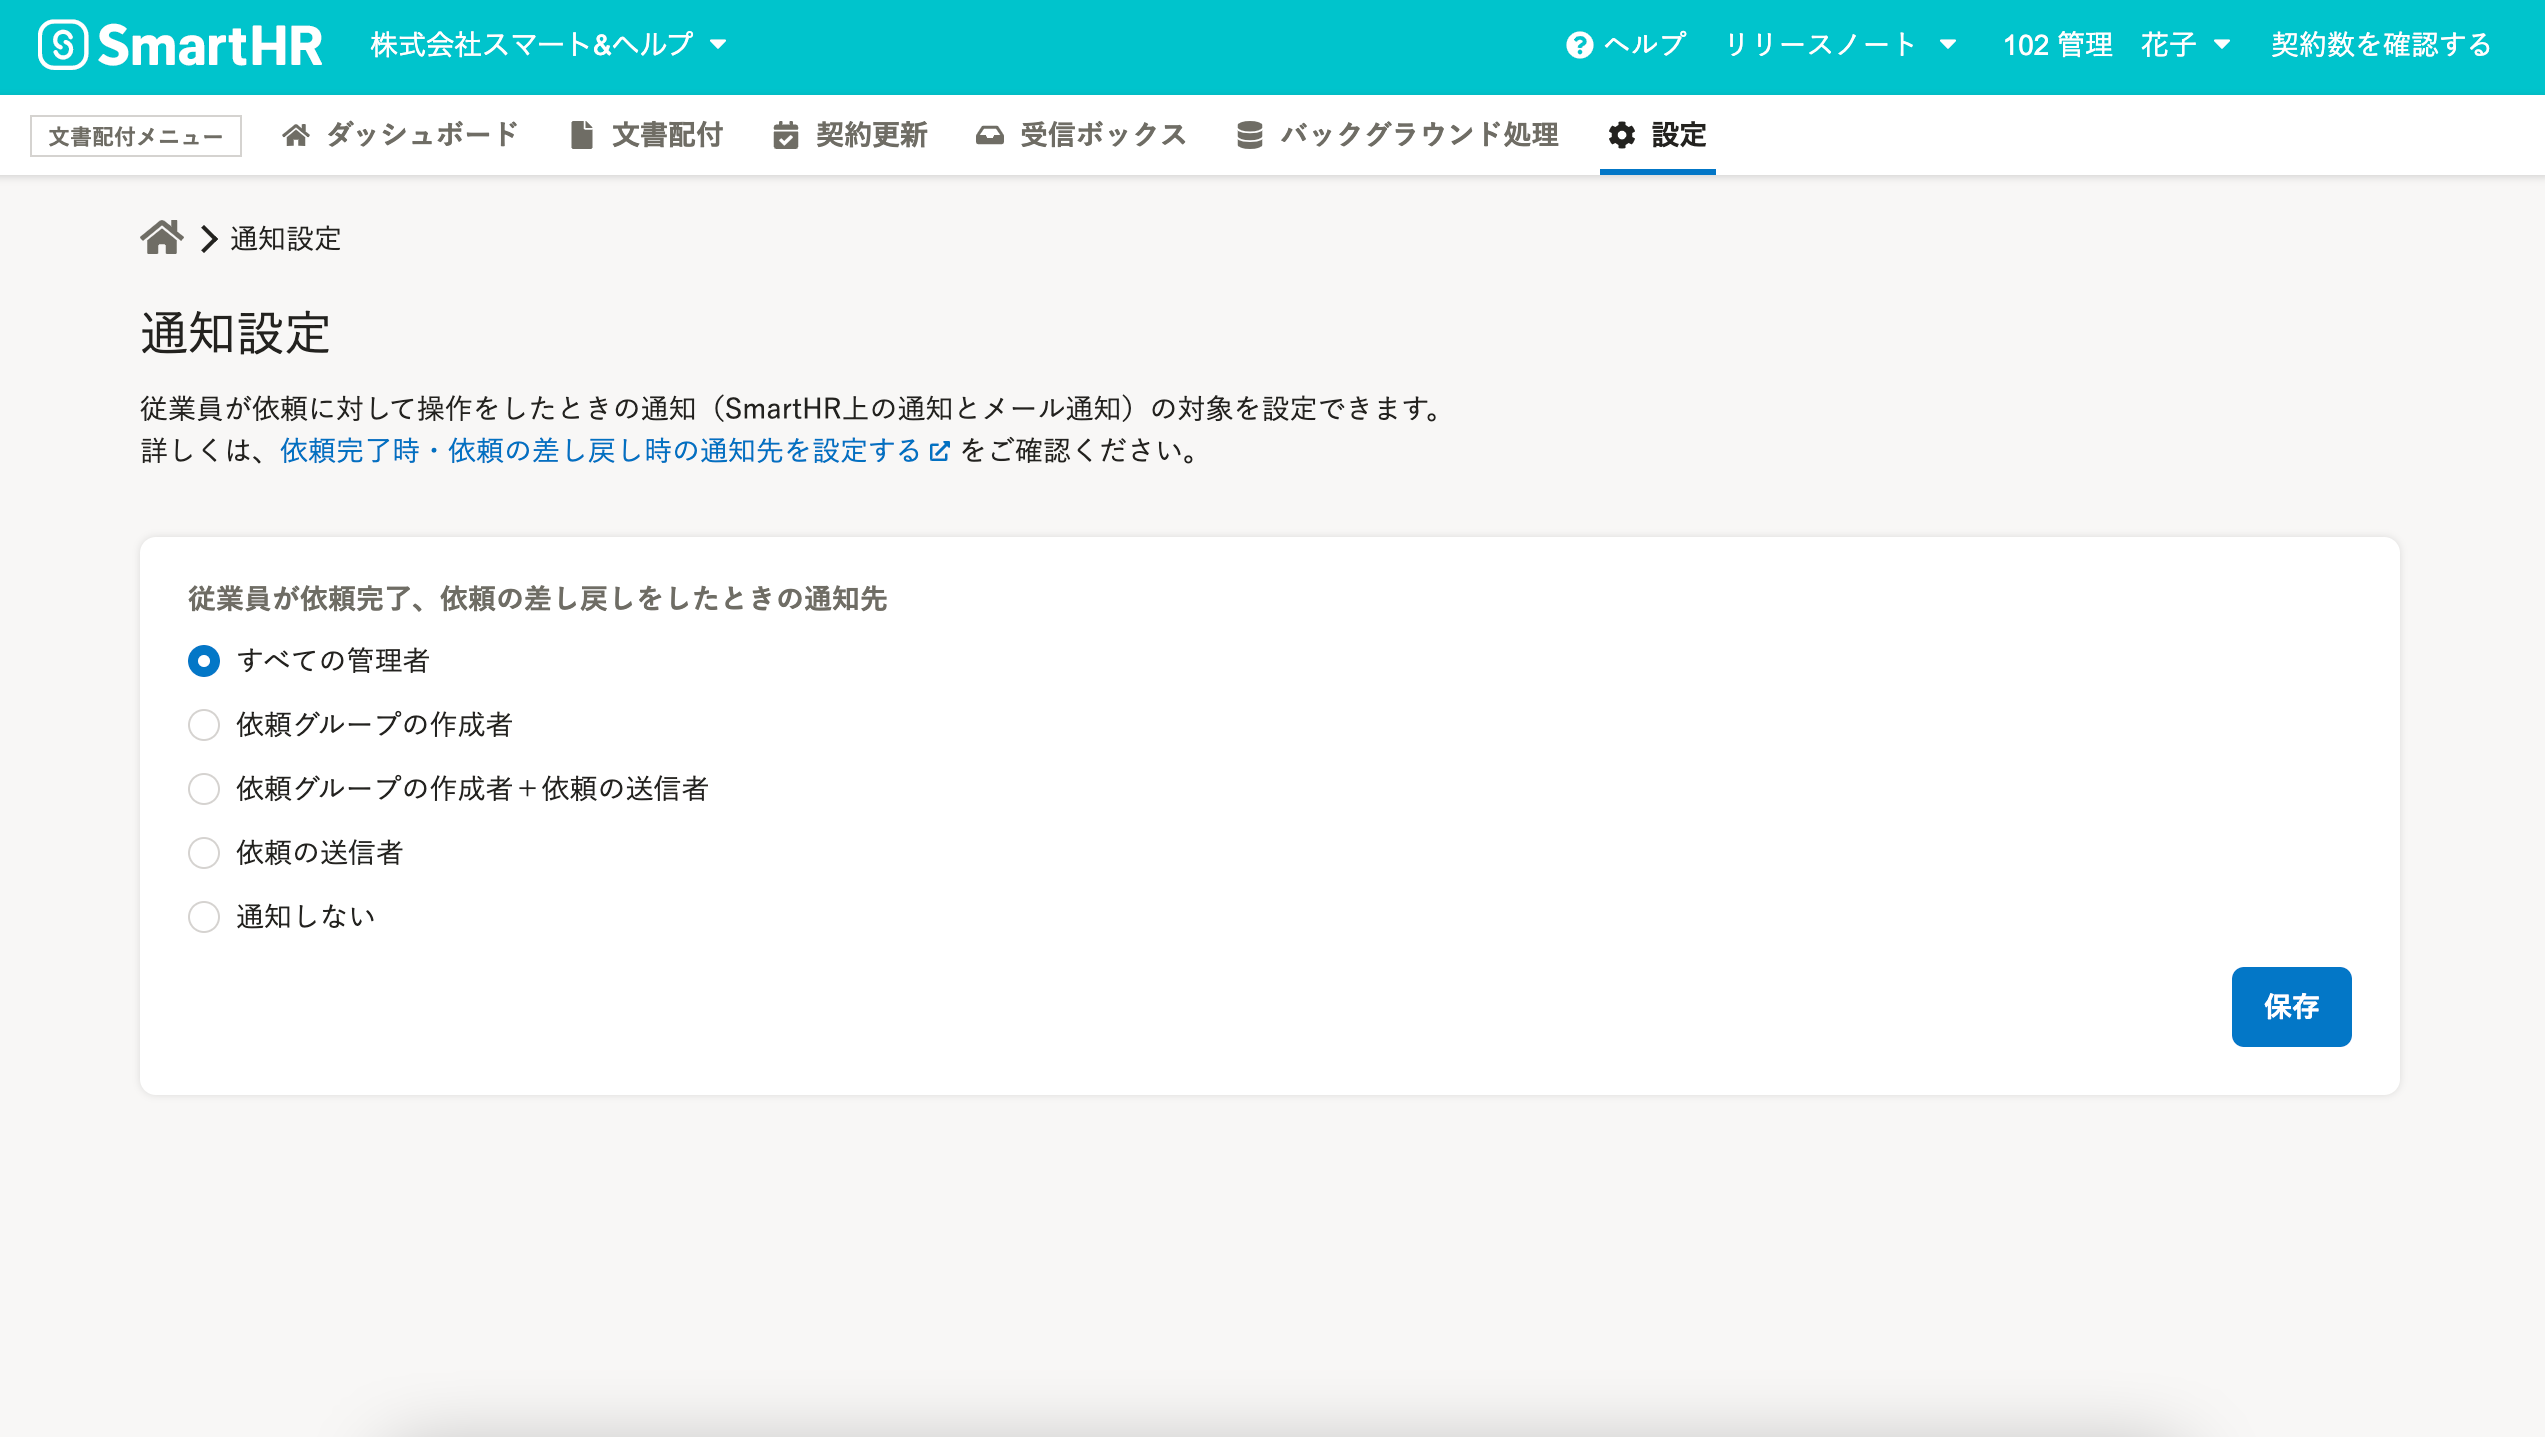 SmartHR 株式会社スマート&ヘルプ ヘルプ リリースノート 102 管理 花子 契約数を確認する
文書配付メニュー ダッシュボード 文書配付 契約更新 受信ボックス バックグラウンド処理 設定
通知設定
通知設定
従業員が依頼に対して操作をしたときの通知（SmartHR上の通知とメール通知）の対象を設定できます。
詳しくは、依頼完了時・依頼の差し戻し時の通知先を設定する をご確認ください。
従業員が依頼完了、依頼の差し戻しをしたときの通知先
すべての管理者
依頼グループの作成者
依頼グループの作成者＋依頼の送信者
依頼の送信者
通知しない
保存